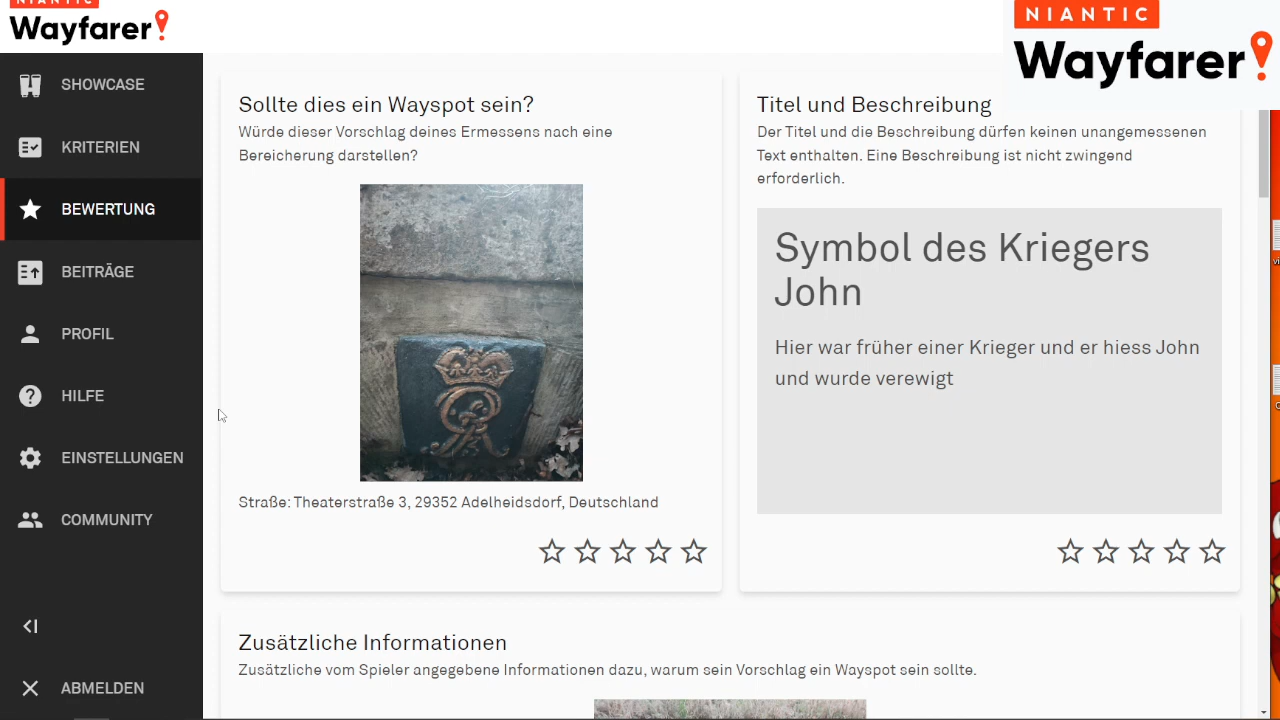 NIANTIC
Wayfarer!
NIANTIC
Wayfarer!
SHOWCASE
KRITERIEN
BEWERTUNG
BEITRÄGE
PROFIL
HILFE
EINSTELLUNGEN
COMMUNITY
ABMELDEN
Sollte dies ein Wayspot sein?
Würde dieser Vorschlag deines Ermessens nach eine
Bereicherung darstellen?
Straße: Theaterstraße 3, 29352 Adelheidsdorf, Deutschland
Titel und Beschreibung
Der Titel und die Beschreibung dürfen keinen unangemessenen
Text enthalten. Eine Beschreibung ist nicht zwingend
erforderlich.
Symbol des Kriegers
John
Hier war früher einer Krieger und er hiess John
und wurde verewigt
Zusätzliche Informationen
Zusätzliche vom Spieler angegebene Informationen dazu, warum sein Vorschlag ein Wayspot sein sollte.